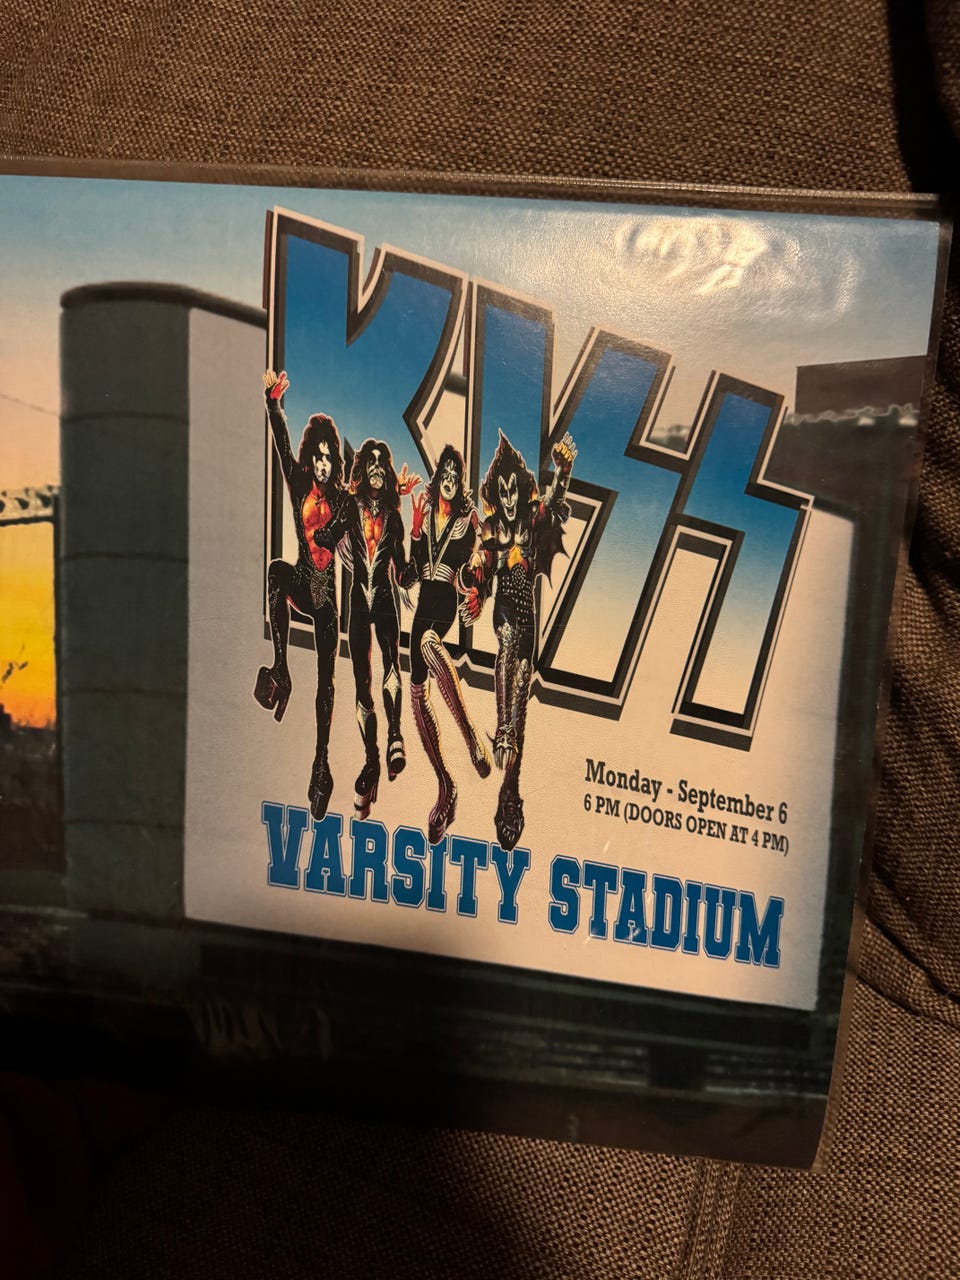 KISS
Monday - September 6
6 PM (DOORS OPEN AT 4 PM)
VARSITY STADIUM